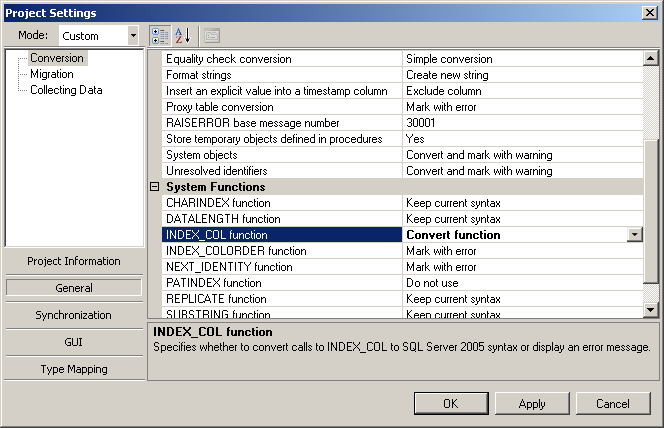 Project Settings
Mode: Custom
Conversion
Migration
Collecting Data
Project Information
General
Synchronization
GUI
Type Mapping
Equality check conversion Simple conversion
Format strings Create new string
Insert an explicit value into a timestamp column Exclude column
Proxy table conversion Mark with error
RAISERROR base message number 30001
Store temporary objects defined in procedures Yes
System objects Convert and mark with warning
Unresolved identifiers Convert and mark with warning
System Functions
CHARINDEX function Keep current syntax
DATALENGTH function Keep current syntax
INDEX_COL function Convert function
INDEX_COLORDER function Mark with error
NEXT_IDENTITY function Mark with error
PATINDEX function Do not use
REPLICATE function Keep current syntax
SUBSTRING function Keep current syntax
INDEX_COL function
Specifies whether to convert calls to INDEX_COL to SQL Server 2005 syntax or display an error message.
OK Apply Cancel